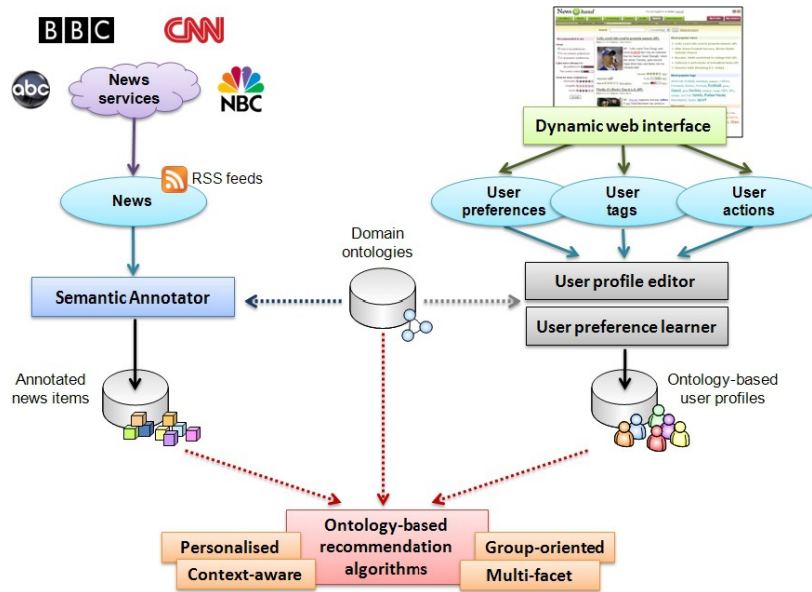 BBC
CNN
abc
News
services
NBC
News @ hand
Dynamic web interface
RSS feeds
News
User
preferences
User
tags
User
actions
Domain
ontologies
Semantic Annotator
User profile editor
User preference learner
Annotated
news items
Ontology-based
user profiles
Ontology-based
recommendation
algorithms
Personalised
Context-aware
Group-oriented
Multi-facet